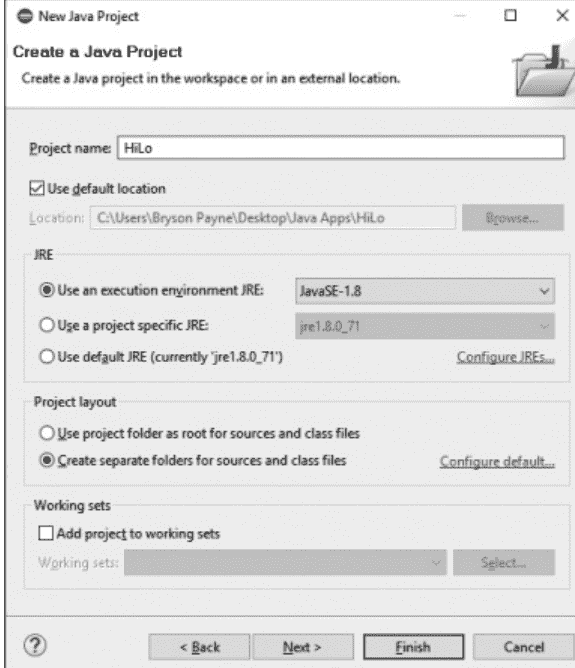 New Java Project
Create a Java Project
Create a Java project in the workspace or in an external location.
Project name: HiLo
Use default location
Location: C:\Users\Bryson Payne\Desktop\Java Apps\HiLo Browse...
JRE
Use an execution environment JRE: JavaSE-1.8
Use a project specific JRE: jre1.8.0_71
Use default JRE (currently 'jre1.8.0_71') Configure JREs...
Project layout
Use project folder as root for sources and class files
Create separate folders for sources and class files Configure default...
Working sets
Add project to working sets
Working sets: Select...
? < Back Next > Finish Cancel